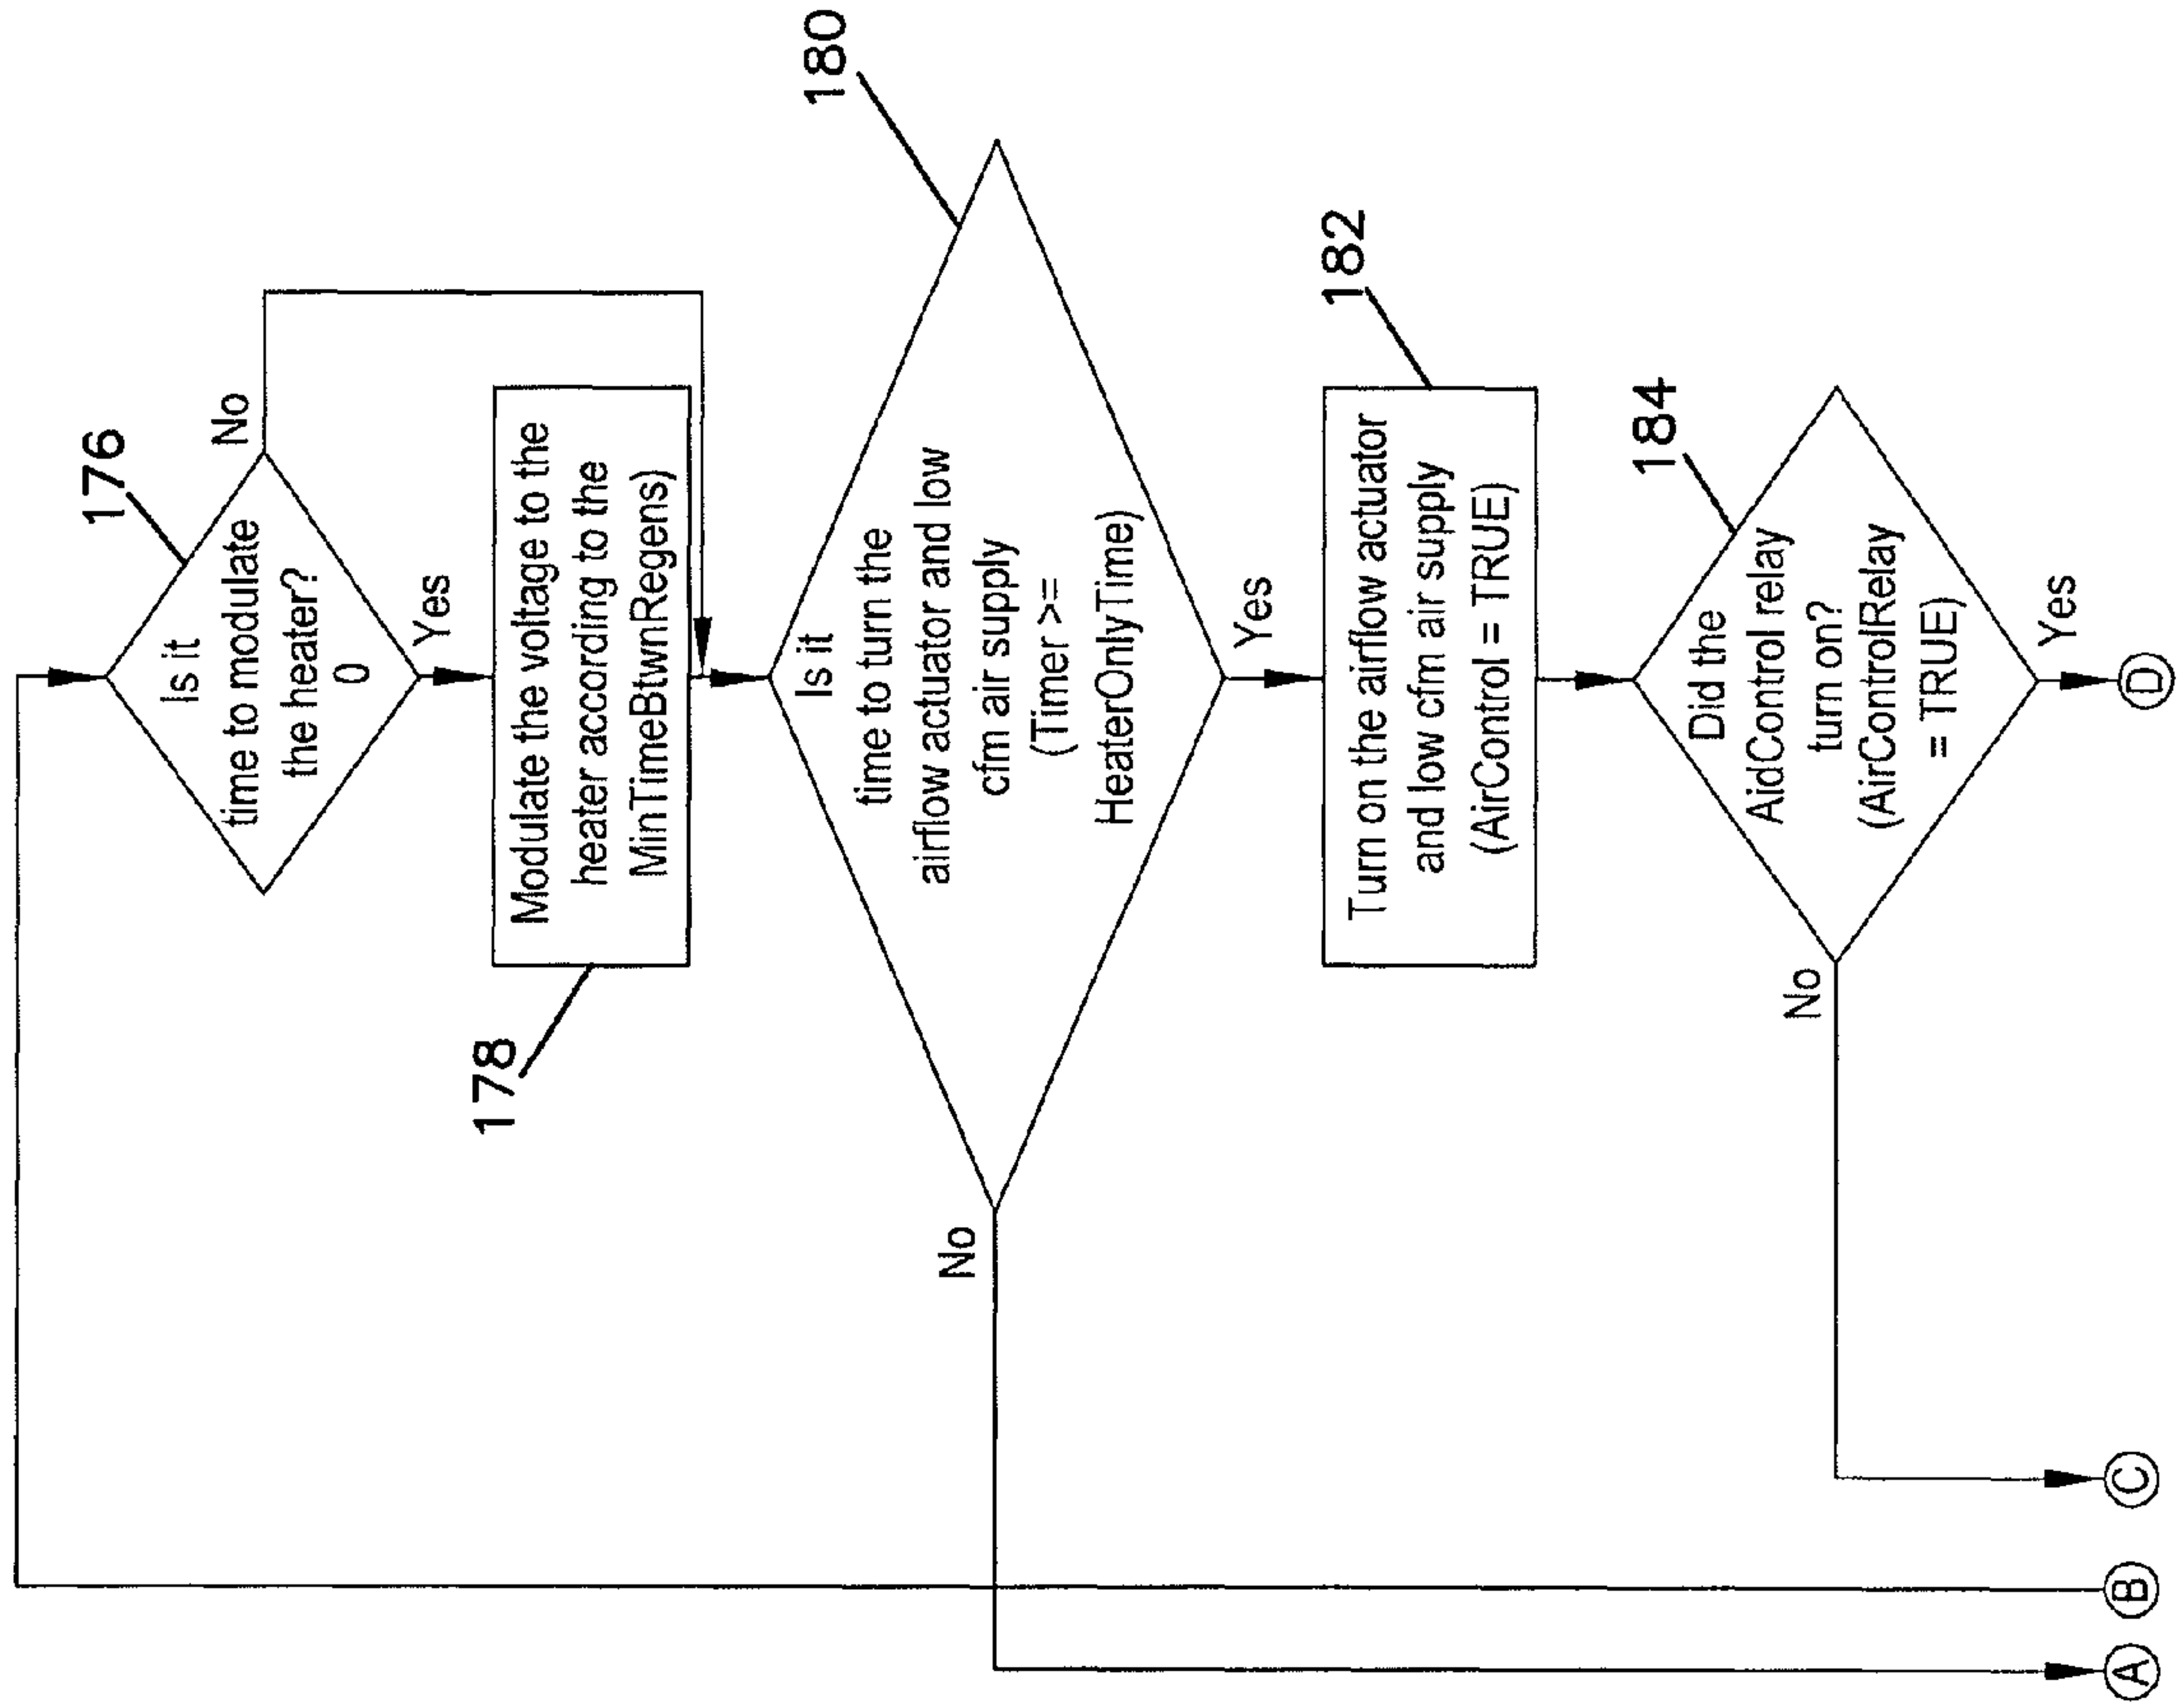 176
Is it
time to modulate
the heater?
0
No
Yes
Modulate the voltage to the
heater according to the
MinTimeBtwnRegens)
178
180
Is it
time to turn the
airflow actuator and low
cfm air supply
(Timer >=
HeaterOnlyTime)
No
Yes
182
Turn on the airflow actuator
and low cfm air supply
(AirControl = TRUE)
184
Did the
AidControl relay
turn on?
(AirControlRelay
= TRUE)
No
Yes
A
B
C
D